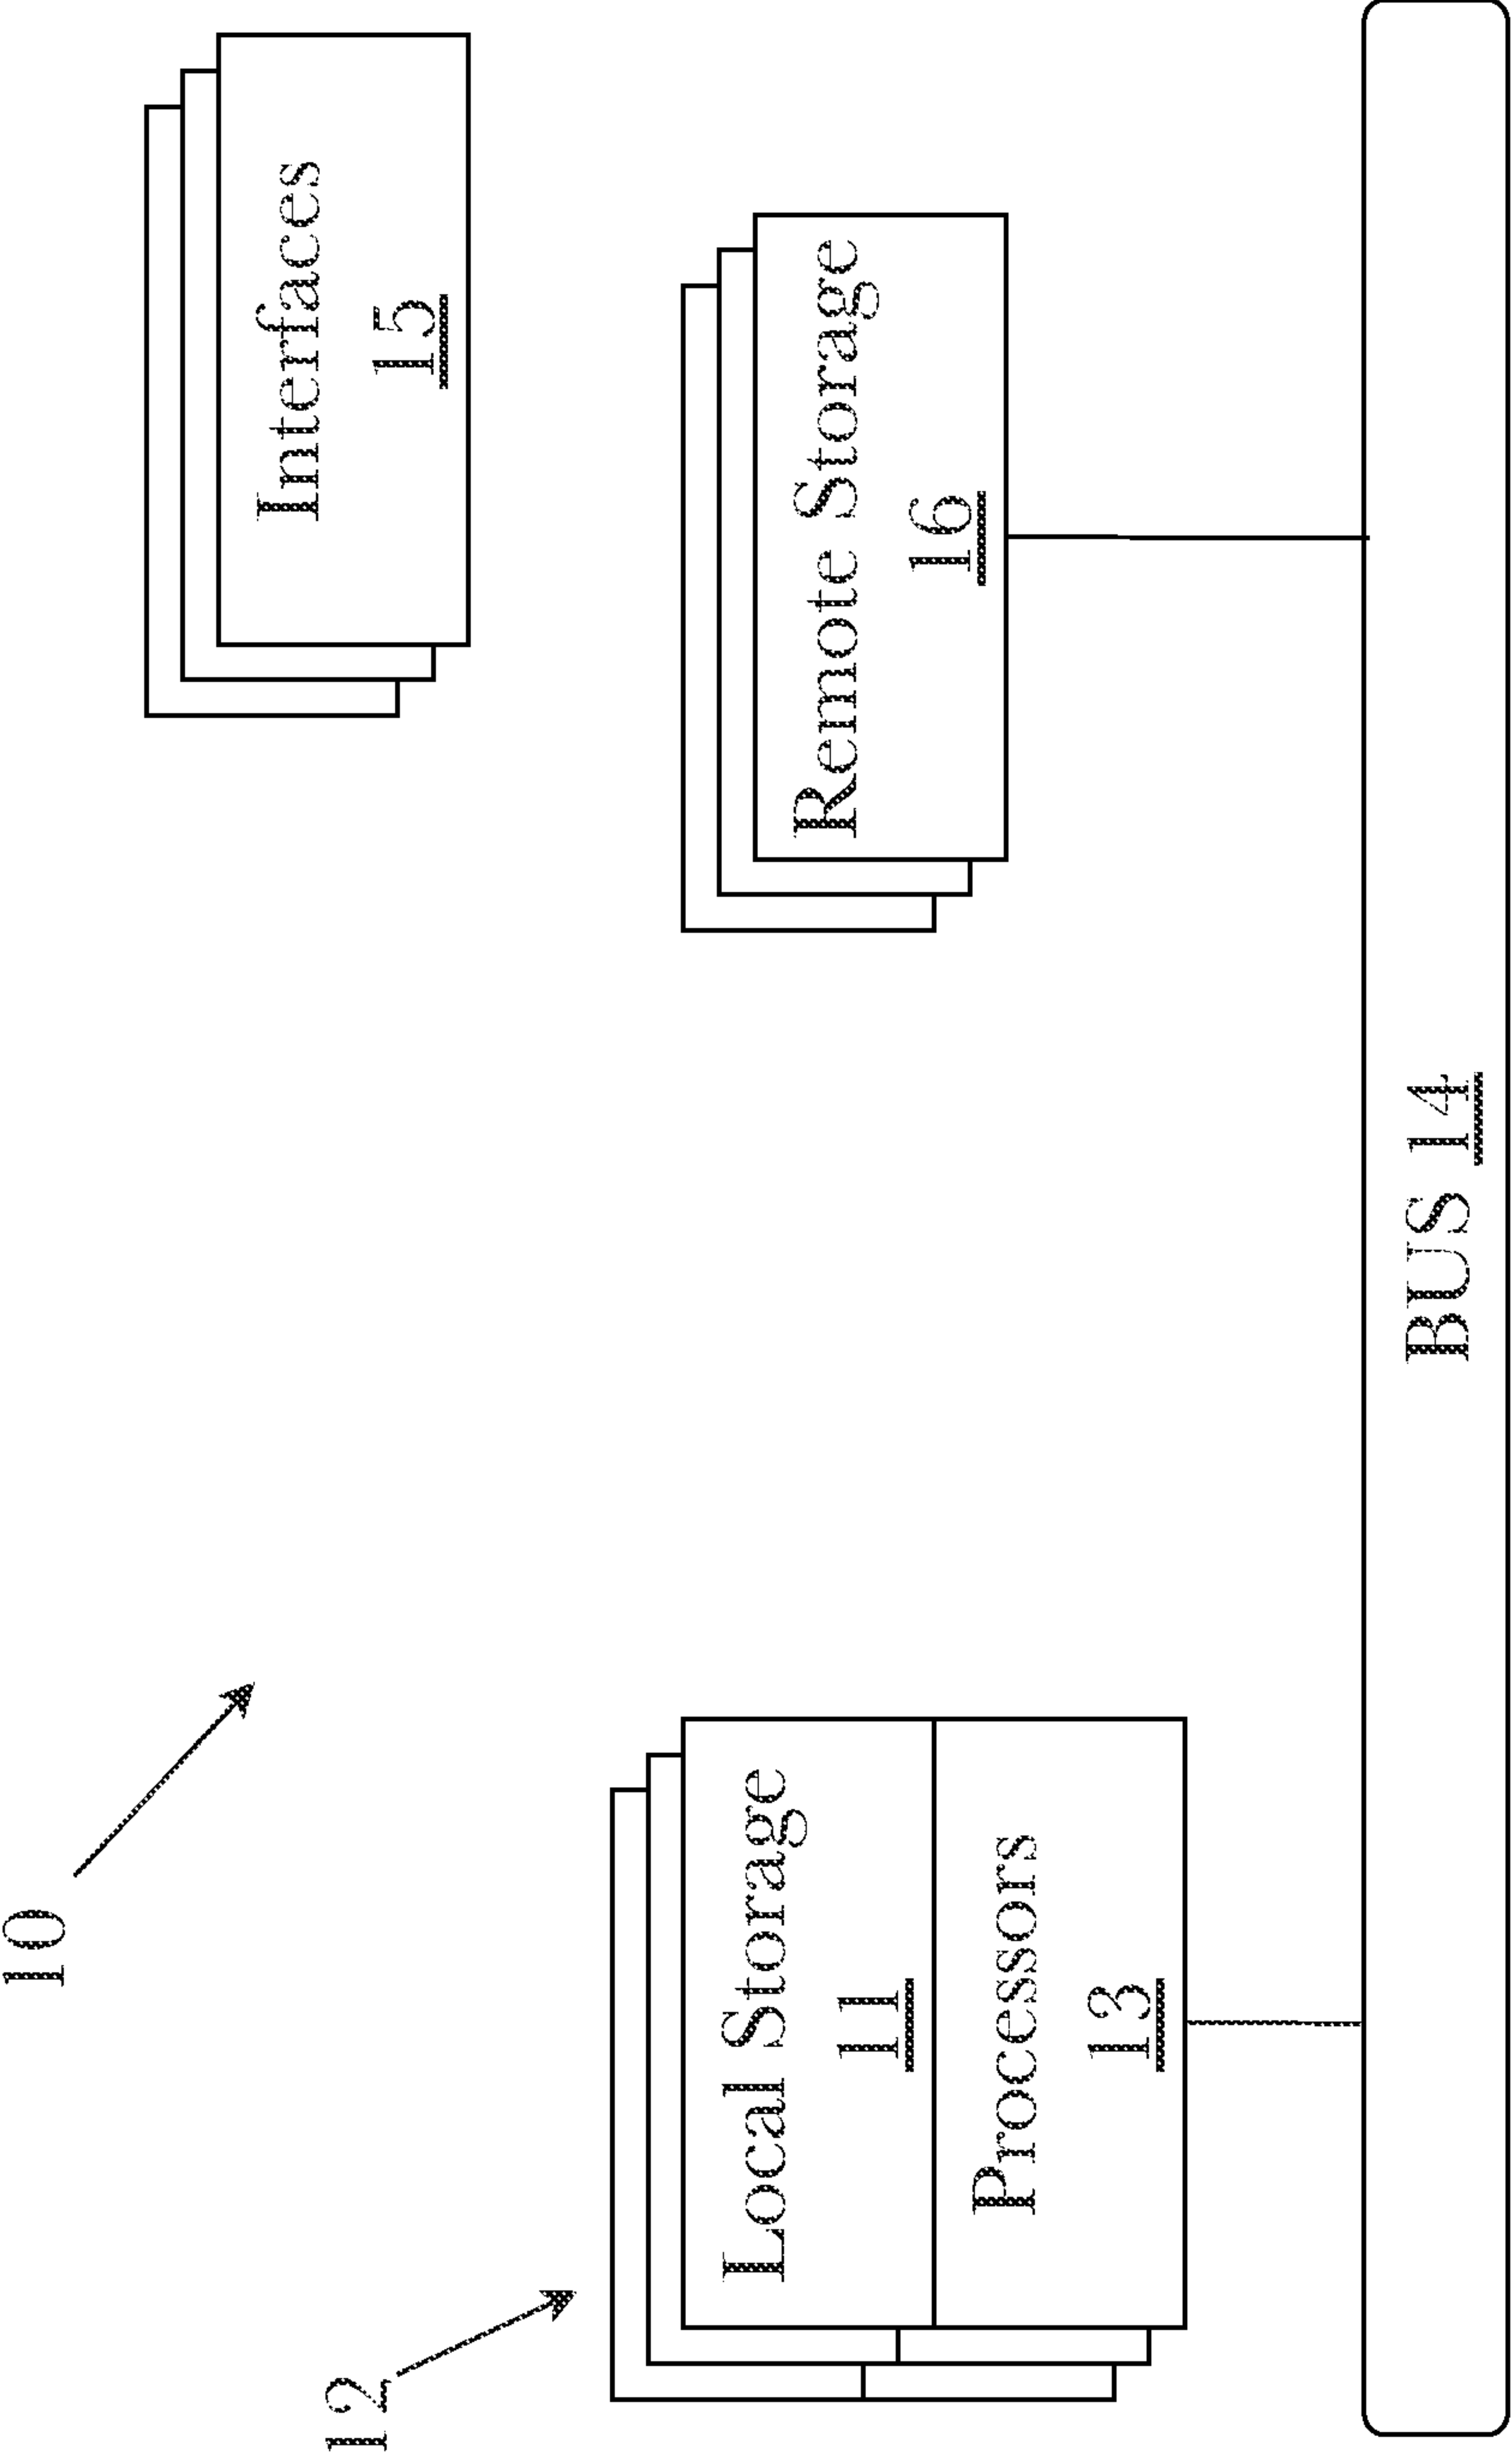 10
12
Local Storage
11
Processors
13
Interfaces
15
Remote Storage
16
BUS 14